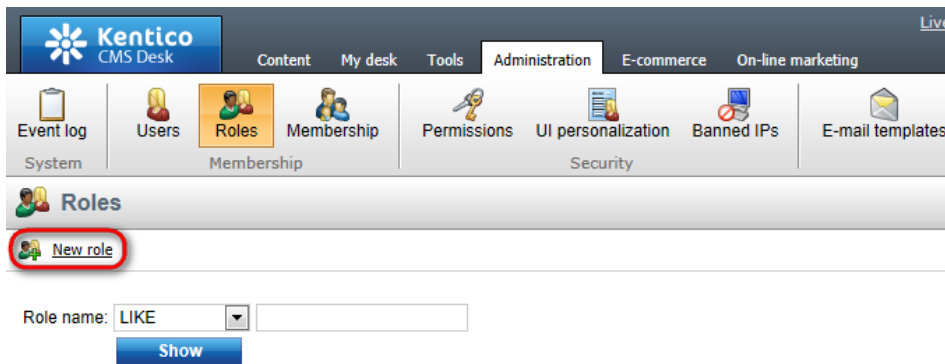 Live
Kentico
CMS Desk
Content My desk Tools Administration E-commerce On-line marketing
Event log Users Roles Membership Permissions UI personalization Banned IPs E-mail templates
System Membership Security
Roles
New role
Role name: LIKE
Show